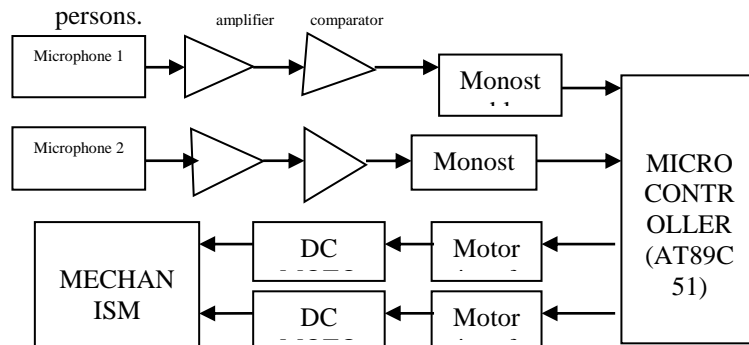 persons.
amplifier comparator
Microphone 1
Monost
Microphone 2
Monost
MICRO
CONTR
OLLER
(AT89C
51)
MECHAN
ISM
DC
Motor
DC
Motor